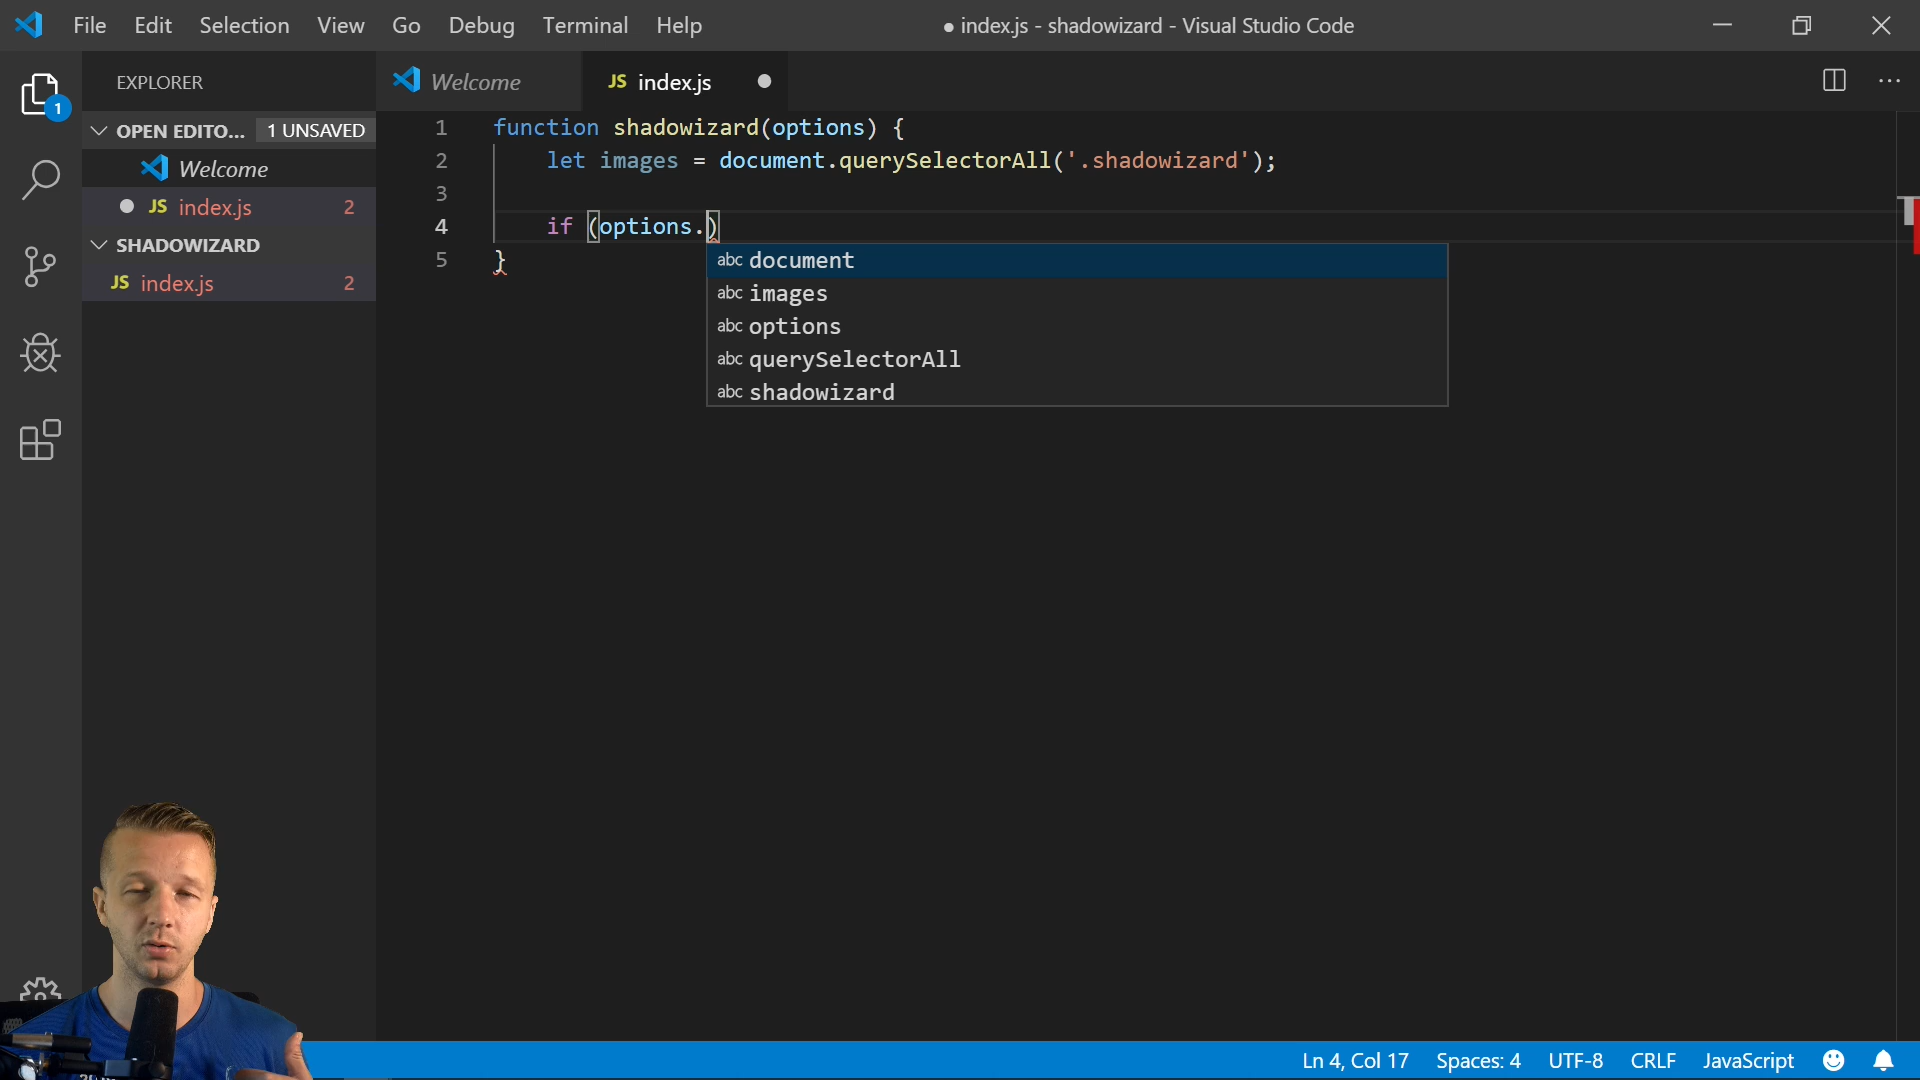 File Edit Selection View Go Debug Terminal Help
● index.js - shadowizard - Visual Studio Code
EXPLORER
Welcome
JS index.js
1
OPEN EDITO... 1 UNSAVED
Welcome
JS index.js 2
SHADOWIZARD
JS index.js 2
1 function shadowizard(options) {
2 let images = document.querySelectorAll('.shadowizard');
3
4 if (options.)
5 }
abc document
abc images
abc options
abc querySelectorAll
abc shadowizard
Ln 4, Col 17 Spaces: 4 UTF-8 CRLF JavaScript